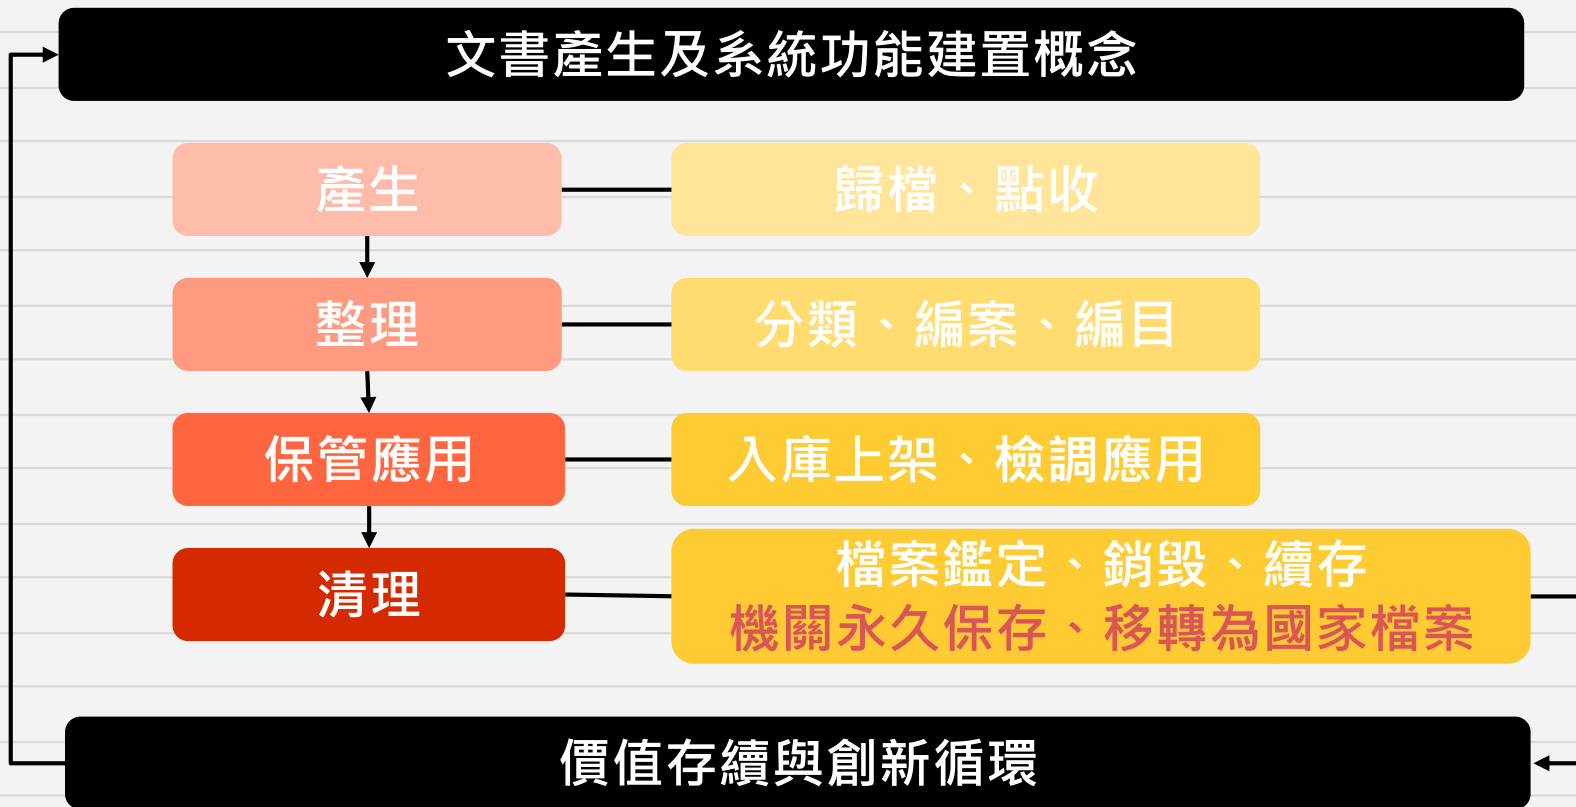 文書產生及系統功能建置概念
產生
歸檔、點收
整理
分類、編案、編目
保管應用
入庫上架、檢調應用
清理
檔案鑑定、銷毀、續存
機關永久保存、移轉為國家檔案
價值存續與創新循環